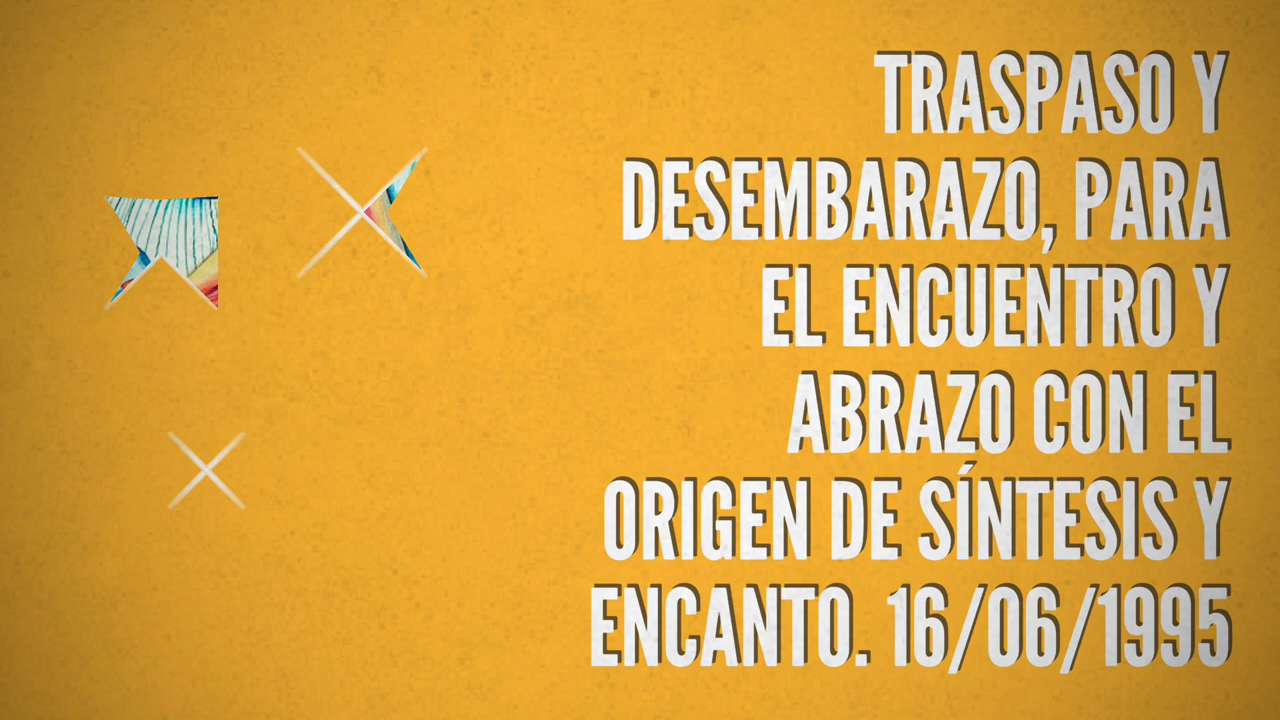 TRASPASO Y
DESEMBARAZO, PARA
EL ENCUENTRO Y
ABRAZO CON EL
ORIGEN DE SÍNTESIS Y
ENCANTO. 16/06/1995